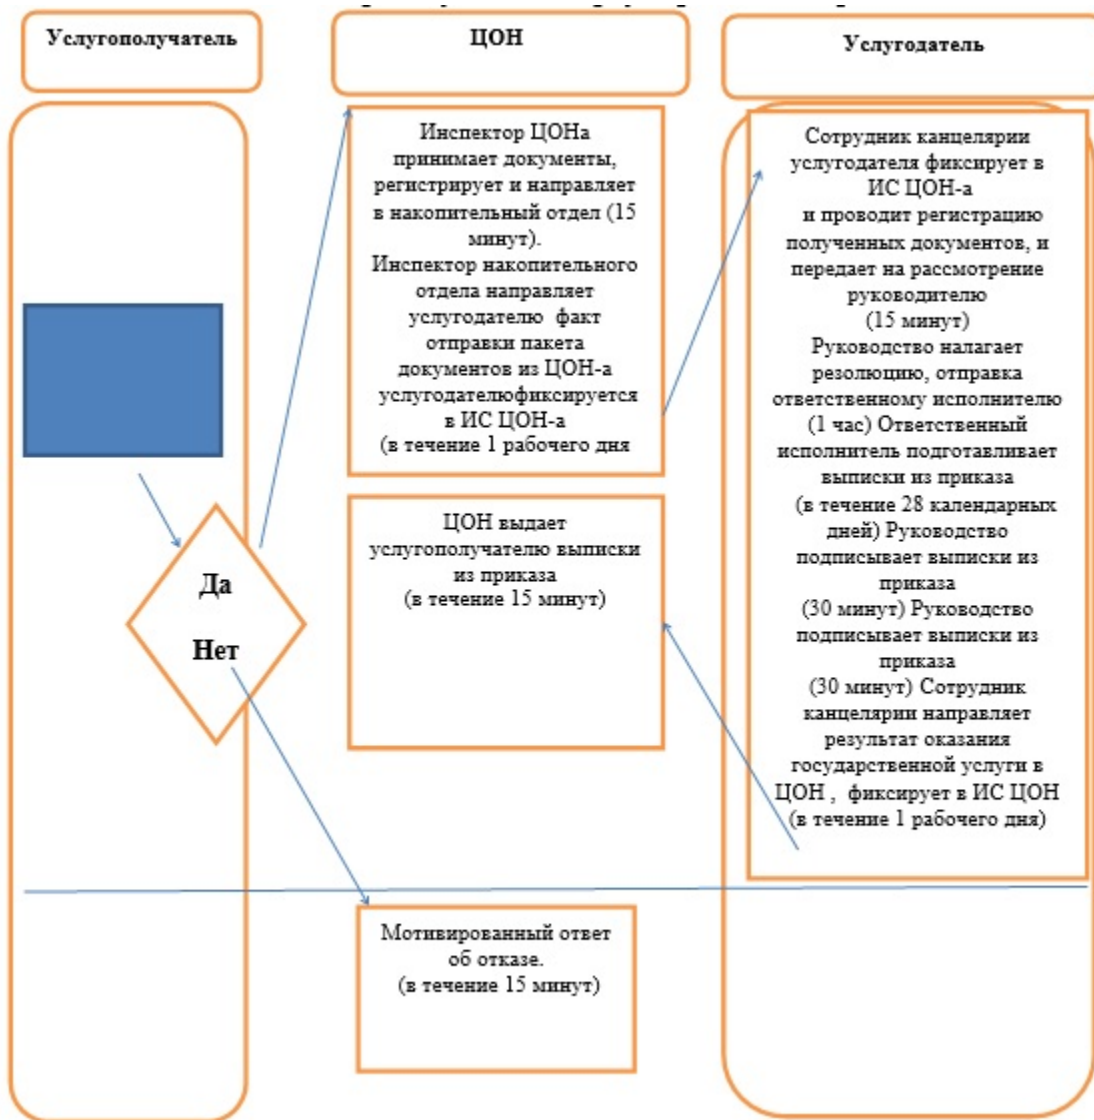 Услугополучатель
ЦОН
Услугодатель
Инспектор ЦОНа
принимает документы,
регистрирует и направляет
в накопительный отдел (15
минут).
Инспектор накопительного
отдела направляет
услугодателю факт
отправки пакета
документов из ЦОН-а
услугодателюфиксируется
в ИС ЦОН-а
(в течение 1 рабочего дня
ЦОН выдает
услугополучателю выписки
из приказа
(в течение 15 минут)
Сотрудник канцелярии
услугодателя фиксирует в
ИС ЦОН-а
и проводит регистрацию
полученных документов, и
передает на рассмотрение
руководителю
(15 минут)
Руководство налагает
резолюцию, отправка
ответственному исполнителю
(1 час) Ответственный
исполнитель подготавливает
выписки из приказа
(в течение 28 календарных
дней) Руководство
подписывает выписки из
приказа
(30 минут) Руководство
подписывает выписки из
приказа
(30 минут) Сотрудник
канцелярии направляет
результат оказания
государственной услуги в
ЦОН , фиксирует в ИС ЦОН
(в течение 1 рабочего дня)
Да
Нет
Мотивированный ответ
об отказе.
(в течение 15 минут)